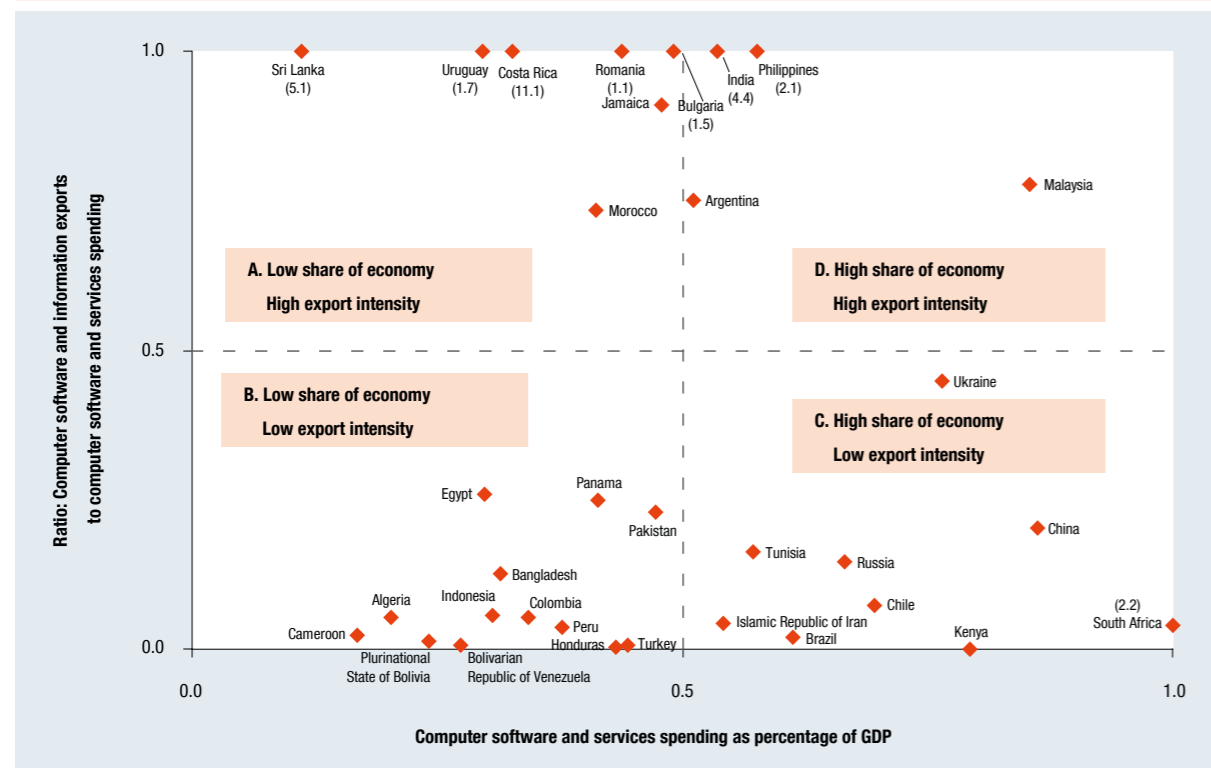 1.0
Sri Lanka
(5.1)
Uruguay
(1.7)
Costa Rica
(11.1)
Romania
(1.1)
Jamaica
Bulgaria
(1.5)
India
(4.4)
Philippines
(2.1)
Malaysia
Morocco
Argentina
Ratio: Computer software and information exports
to computer software and services spending
A. Low share of economy
High export intensity
D. High share of economy
High export intensity
0.5
B. Low share of economy
Low export intensity
Ukraine
C. High share of economy
Low export intensity
Egypt
Panama
Pakistan
China
Tunisia
Russia
Bangladesh
Algeria
Indonesia
Colombia
Cameroon
Peru
Honduras
Turkey
Plurinational
State of Bolivia
Bolivarian
Republic of Venezuela
Islamic Republic of Iran
Brazil
Chile
Kenya
(2.2)
South Africa
0.0
0.0
0.5
1.0
Computer software and services spending as percentage of GDP